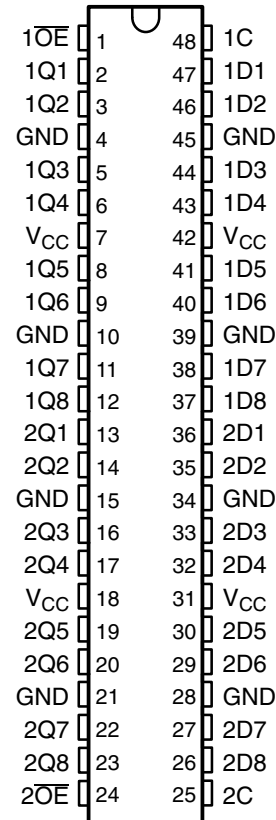 1O̅E̅ 1 48 1C
1Q1 2 47 1D1
1Q2 3 46 1D2
GND 4 45 GND
1Q3 5 44 1D3
1Q4 6 43 1D4
VCC 7 42 VCC
1Q5 8 41 1D5
1Q6 9 40 1D6
GND 10 39 GND
1Q7 11 38 1D7
1Q8 12 37 1D8
2Q1 13 36 2D1
2Q2 14 35 2D2
GND 15 34 GND
2Q3 16 33 2D3
2Q4 17 32 2D4
VCC 18 31 VCC
2Q5 19 30 2D5
2Q6 20 29 2D6
GND 21 28 GND
2Q7 22 27 2D7
2Q8 23 26 2D8
2O̅E̅ 24 25 2C